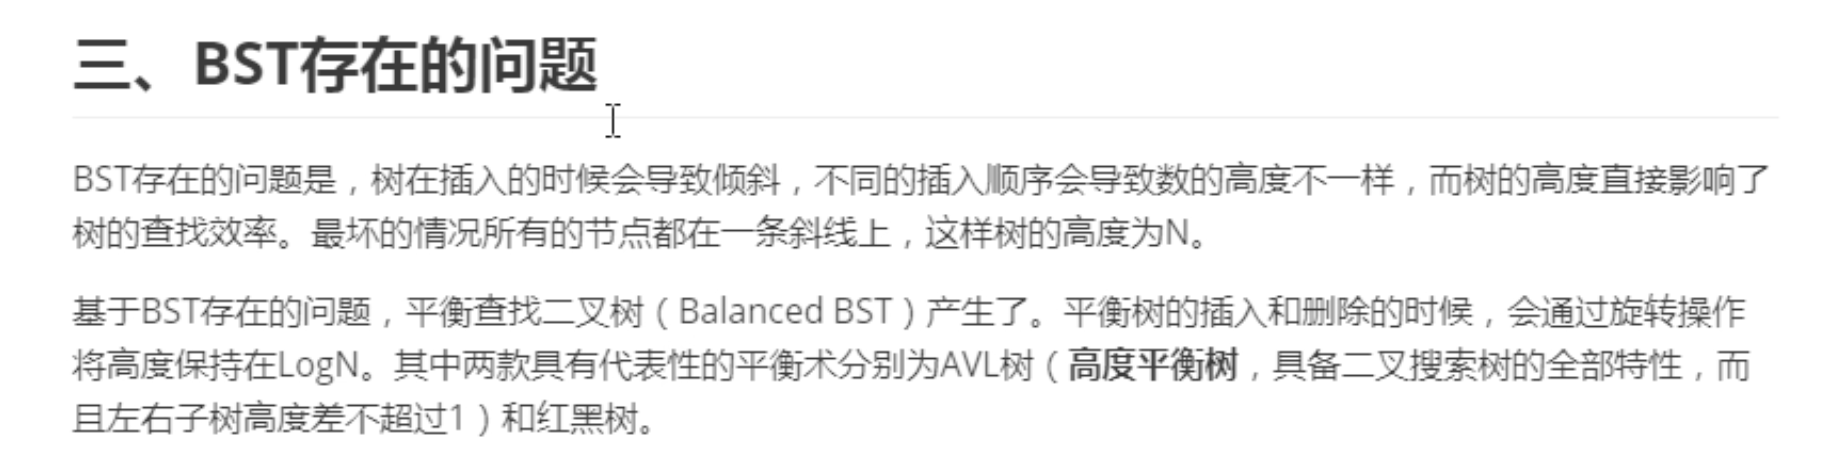 三、BST存在的问题
BST存在的问题是，树在插入的时候会导致倾斜，不同的插入顺序会导致数的高度不一样，而树的高度直接影响了
树的查找效率。最坏的情况所有的节点都在一条斜线上，这样树的高度为N。
基于BST存在的问题，平衡查找二叉树（Balanced BST）产生了。平衡树的插入和删除的时候，会通过旋转操作
将高度保持在LogN。其中两款具有代表性的平衡术分别为AVL树（高度平衡树，具备二叉搜索树的全部特性，而
且左右子树高度差不超过1）和红黑树。